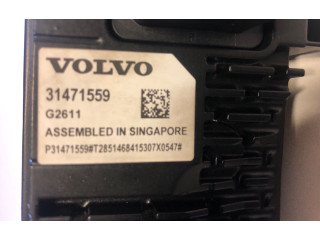 VOLVO
31471559
G2611
ASSEMBLED IN SINGAPORE
P31471559#T2851468415307X0547#